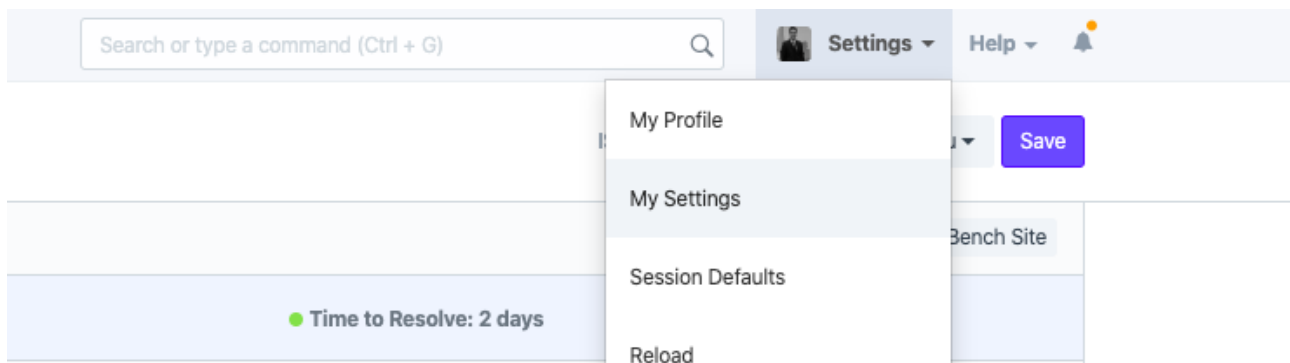 Search or type a command (Ctrl + G)
Settings
Help
My Profile
Save
My Settings
Bench Site
Session Defaults
Time to Resolve: 2 days
Reload